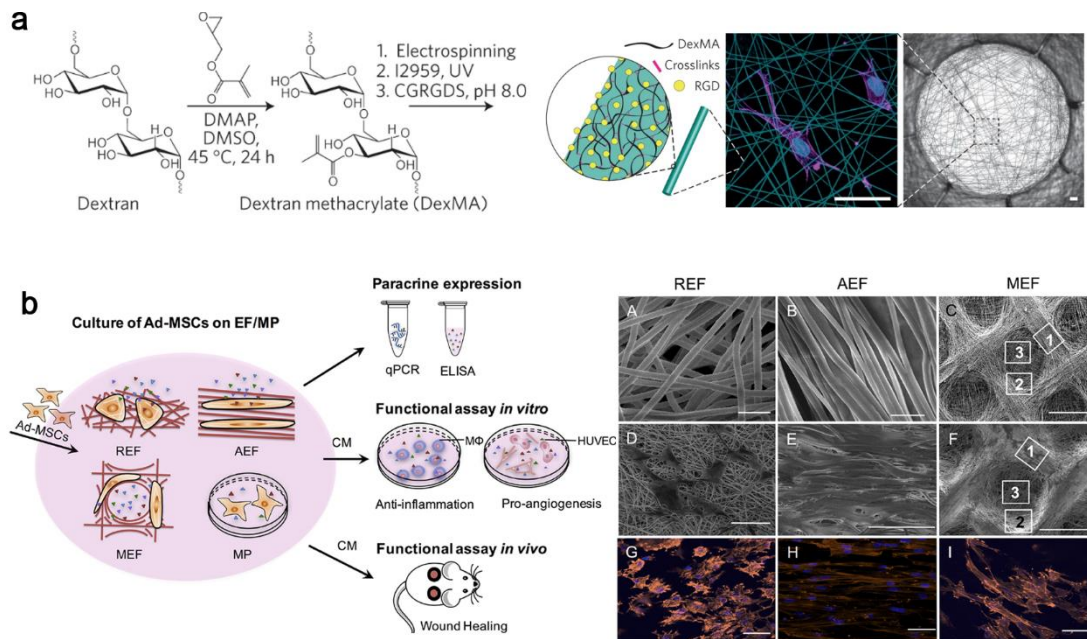 a
O
OH
DexMA
Crosslinks
RGD
1. Electrospinning
2. I2959, UV
3. CGRGDS, pH 8.0
DMAP,
DMSO,
45 °C, 24 h
Dextran
Dextran methacrylate (DexMA)
b
Culture of Ad-MSCs on EF/MP
Ad-MSCs
REF
AEF
MEF
MP
Paracrine expression
qPCR
ELISA
CM
Functional assay in vitro
MΦ
HUVEC
Anti-inflammation
Pro-angiogenesis
CM
Functional assay in vivo
Wound Healing
REF
AEF
MEF
A
B
C
1
3
2
D
E
F
1
3
2
G
H
I